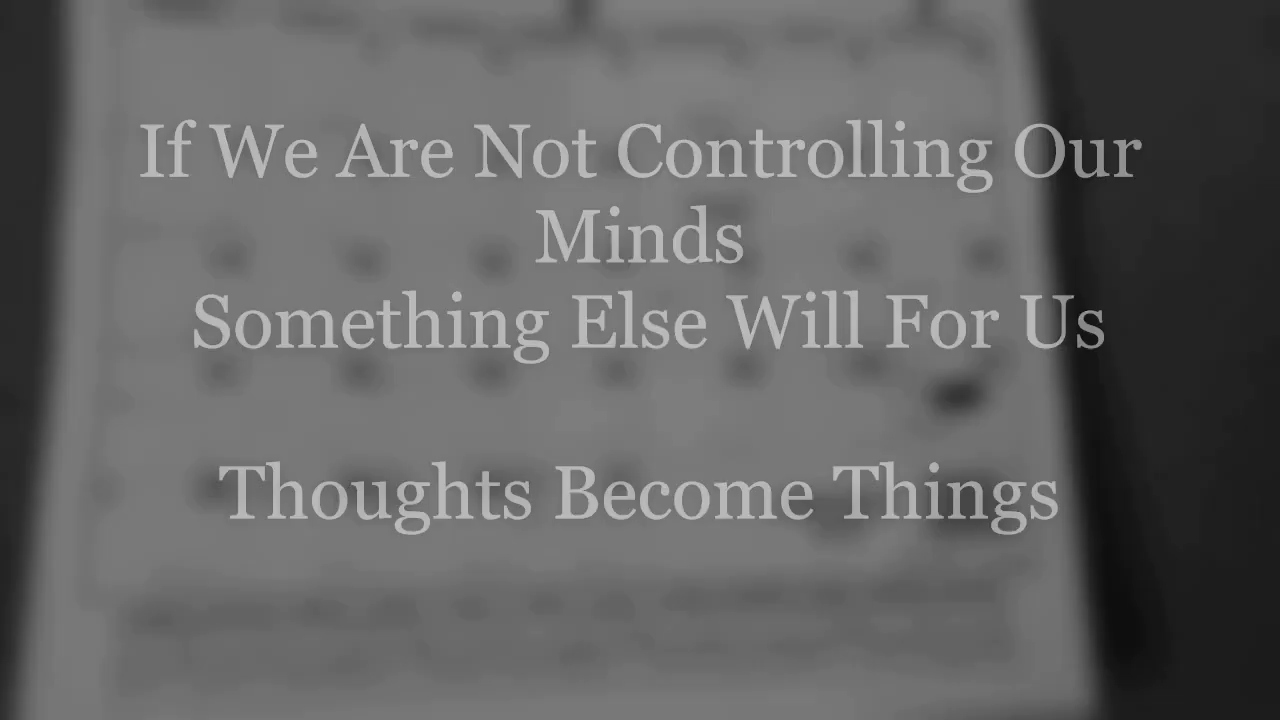 If We Are Not Controlling Our
Minds
Something Else Will For Us
Thoughts Become Things